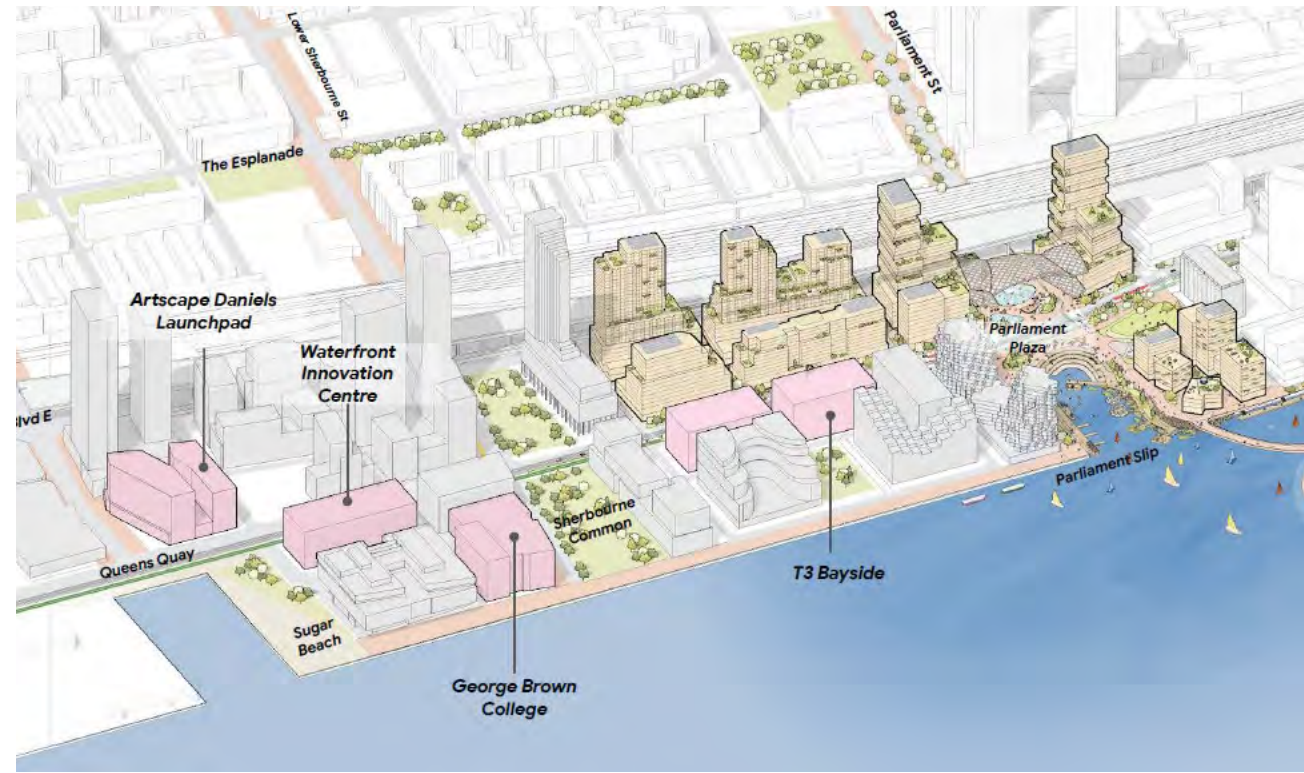 Lower Sherbourne St
Parliament St
The Esplanade
Artscape Daniels
Launchpad
Waterfront
Innovation
Centre
Parliament
Plaza
Blvd E
Parliament Slip
Sherbourne
Common
Queens Quay
T3 Bayside
Sugar
Beach
George Brown
College